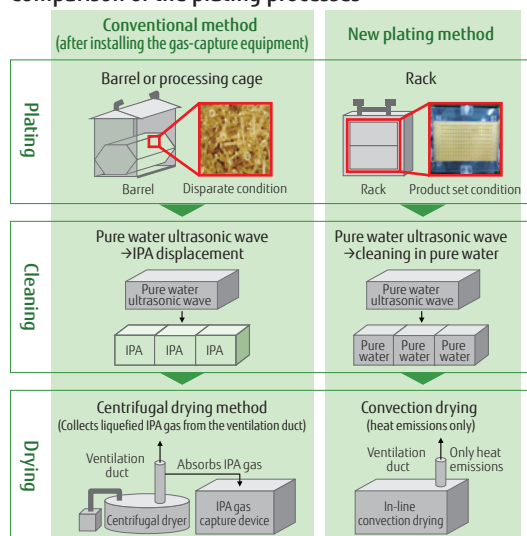 Comparison of the plating processes
Conventional method
(after installing the gas-capture equipment)
New plating method
Plating
Barrel or processing cage
Barrel
Disparate condition
Rack
Rack
Product set condition
Cleaning
Pure water ultrasonic wave
→IPA displacement
Pure water
ultrasonic wave
IPA
IPA
IPA
Pure water ultrasonic wave
→cleaning in pure water
Pure water
ultrasonic wave
Pure
water
Pure
water
Pure
water
Drying
Centrifugal drying method
(Collects liquefied IPA gas from the ventilation duct)
Ventilation
duct
Absorbs IPA gas
Centrifugal dryer
IPA gas
capture device
Convection drying
(heat emissions only)
Ventilation
duct
Only heat
emissions
In-line
convection drying